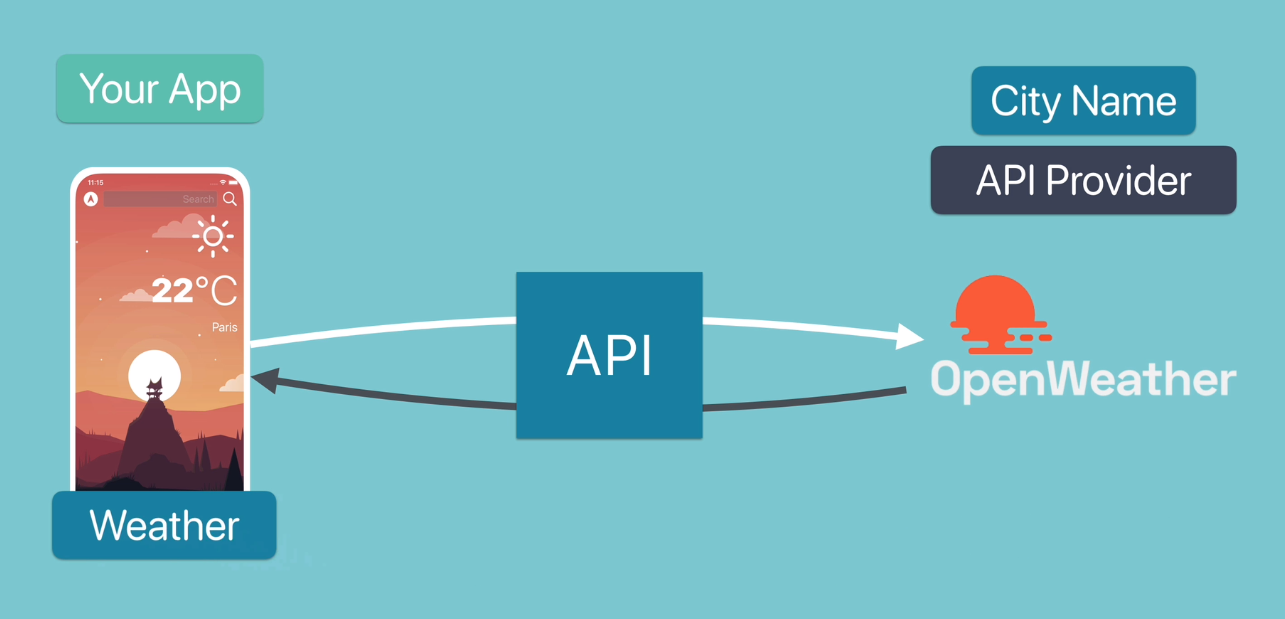 Your App
City Name
API Provider
11:15
Search
22°C
Paris
API
OpenWeather
Weather